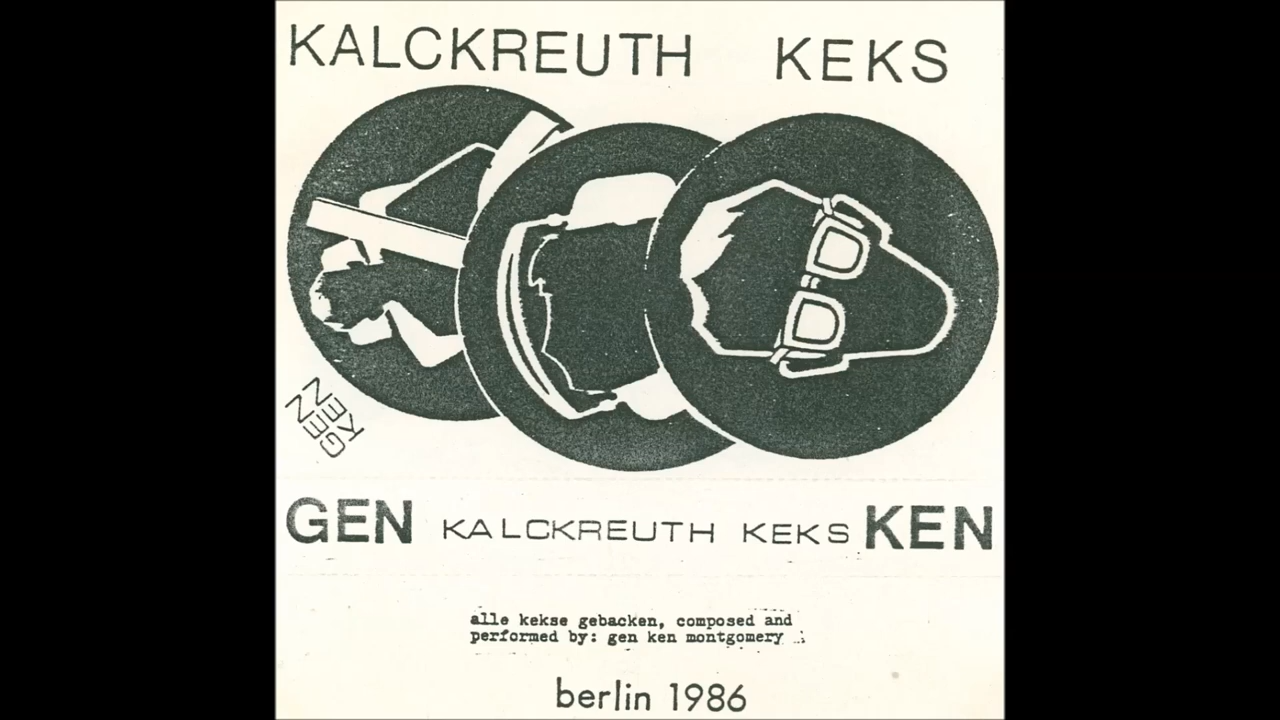 KALCKREUTH KEKS
GEN
KEN
GEN KALCKREUTH KEKS KEN
alle kekse gebacken, composed and
performed by: gen ken montgomery
berlin 1986